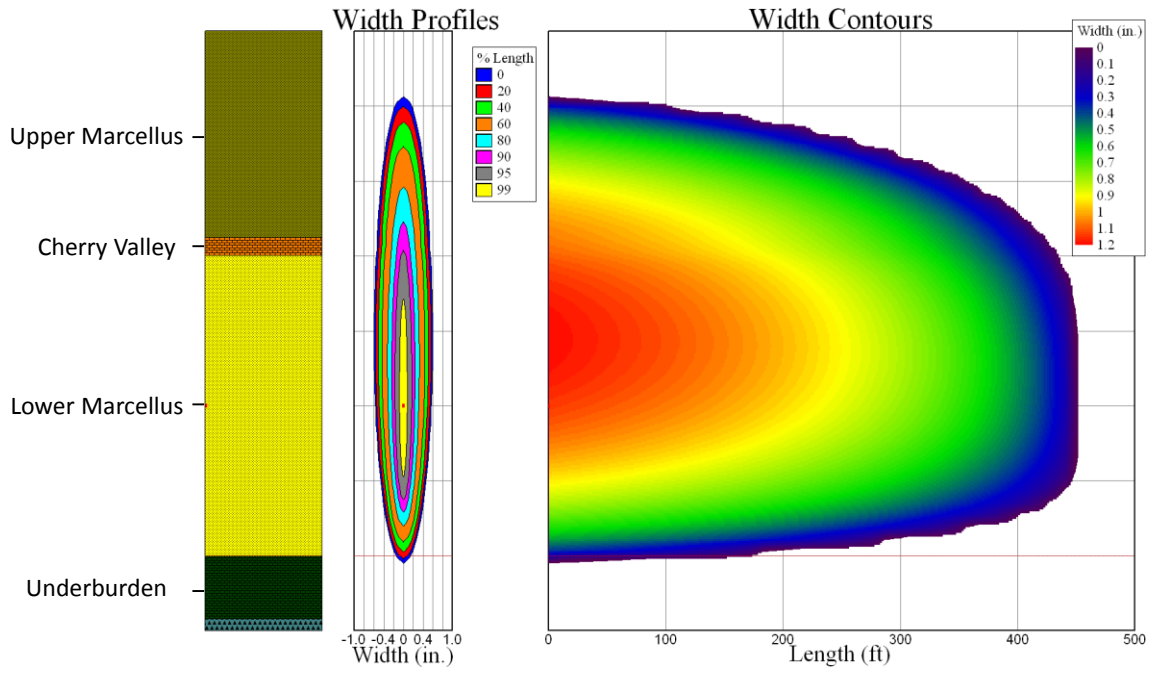 Width Profiles
Width Contours
Upper Marcellus
Cherry Valley
Lower Marcellus
Underburden
% Length
0
20
40
60
80
90
95
99
Width (in.)
0
0.1
0.2
0.3
0.4
0.5
0.6
0.7
0.8
0.9
1
1.1
1.2
-1.0 -0.4 0 0.4 1.0
Width (in.)
0 100 200 300 400 500
Length (ft)